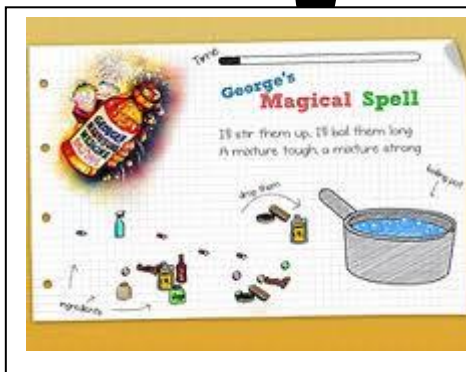 Time
George's
Magical Spell
I'll stir them up, I'll boil them long
A mixture tough, a mixture strong
drop them
boiling pot
ingredients